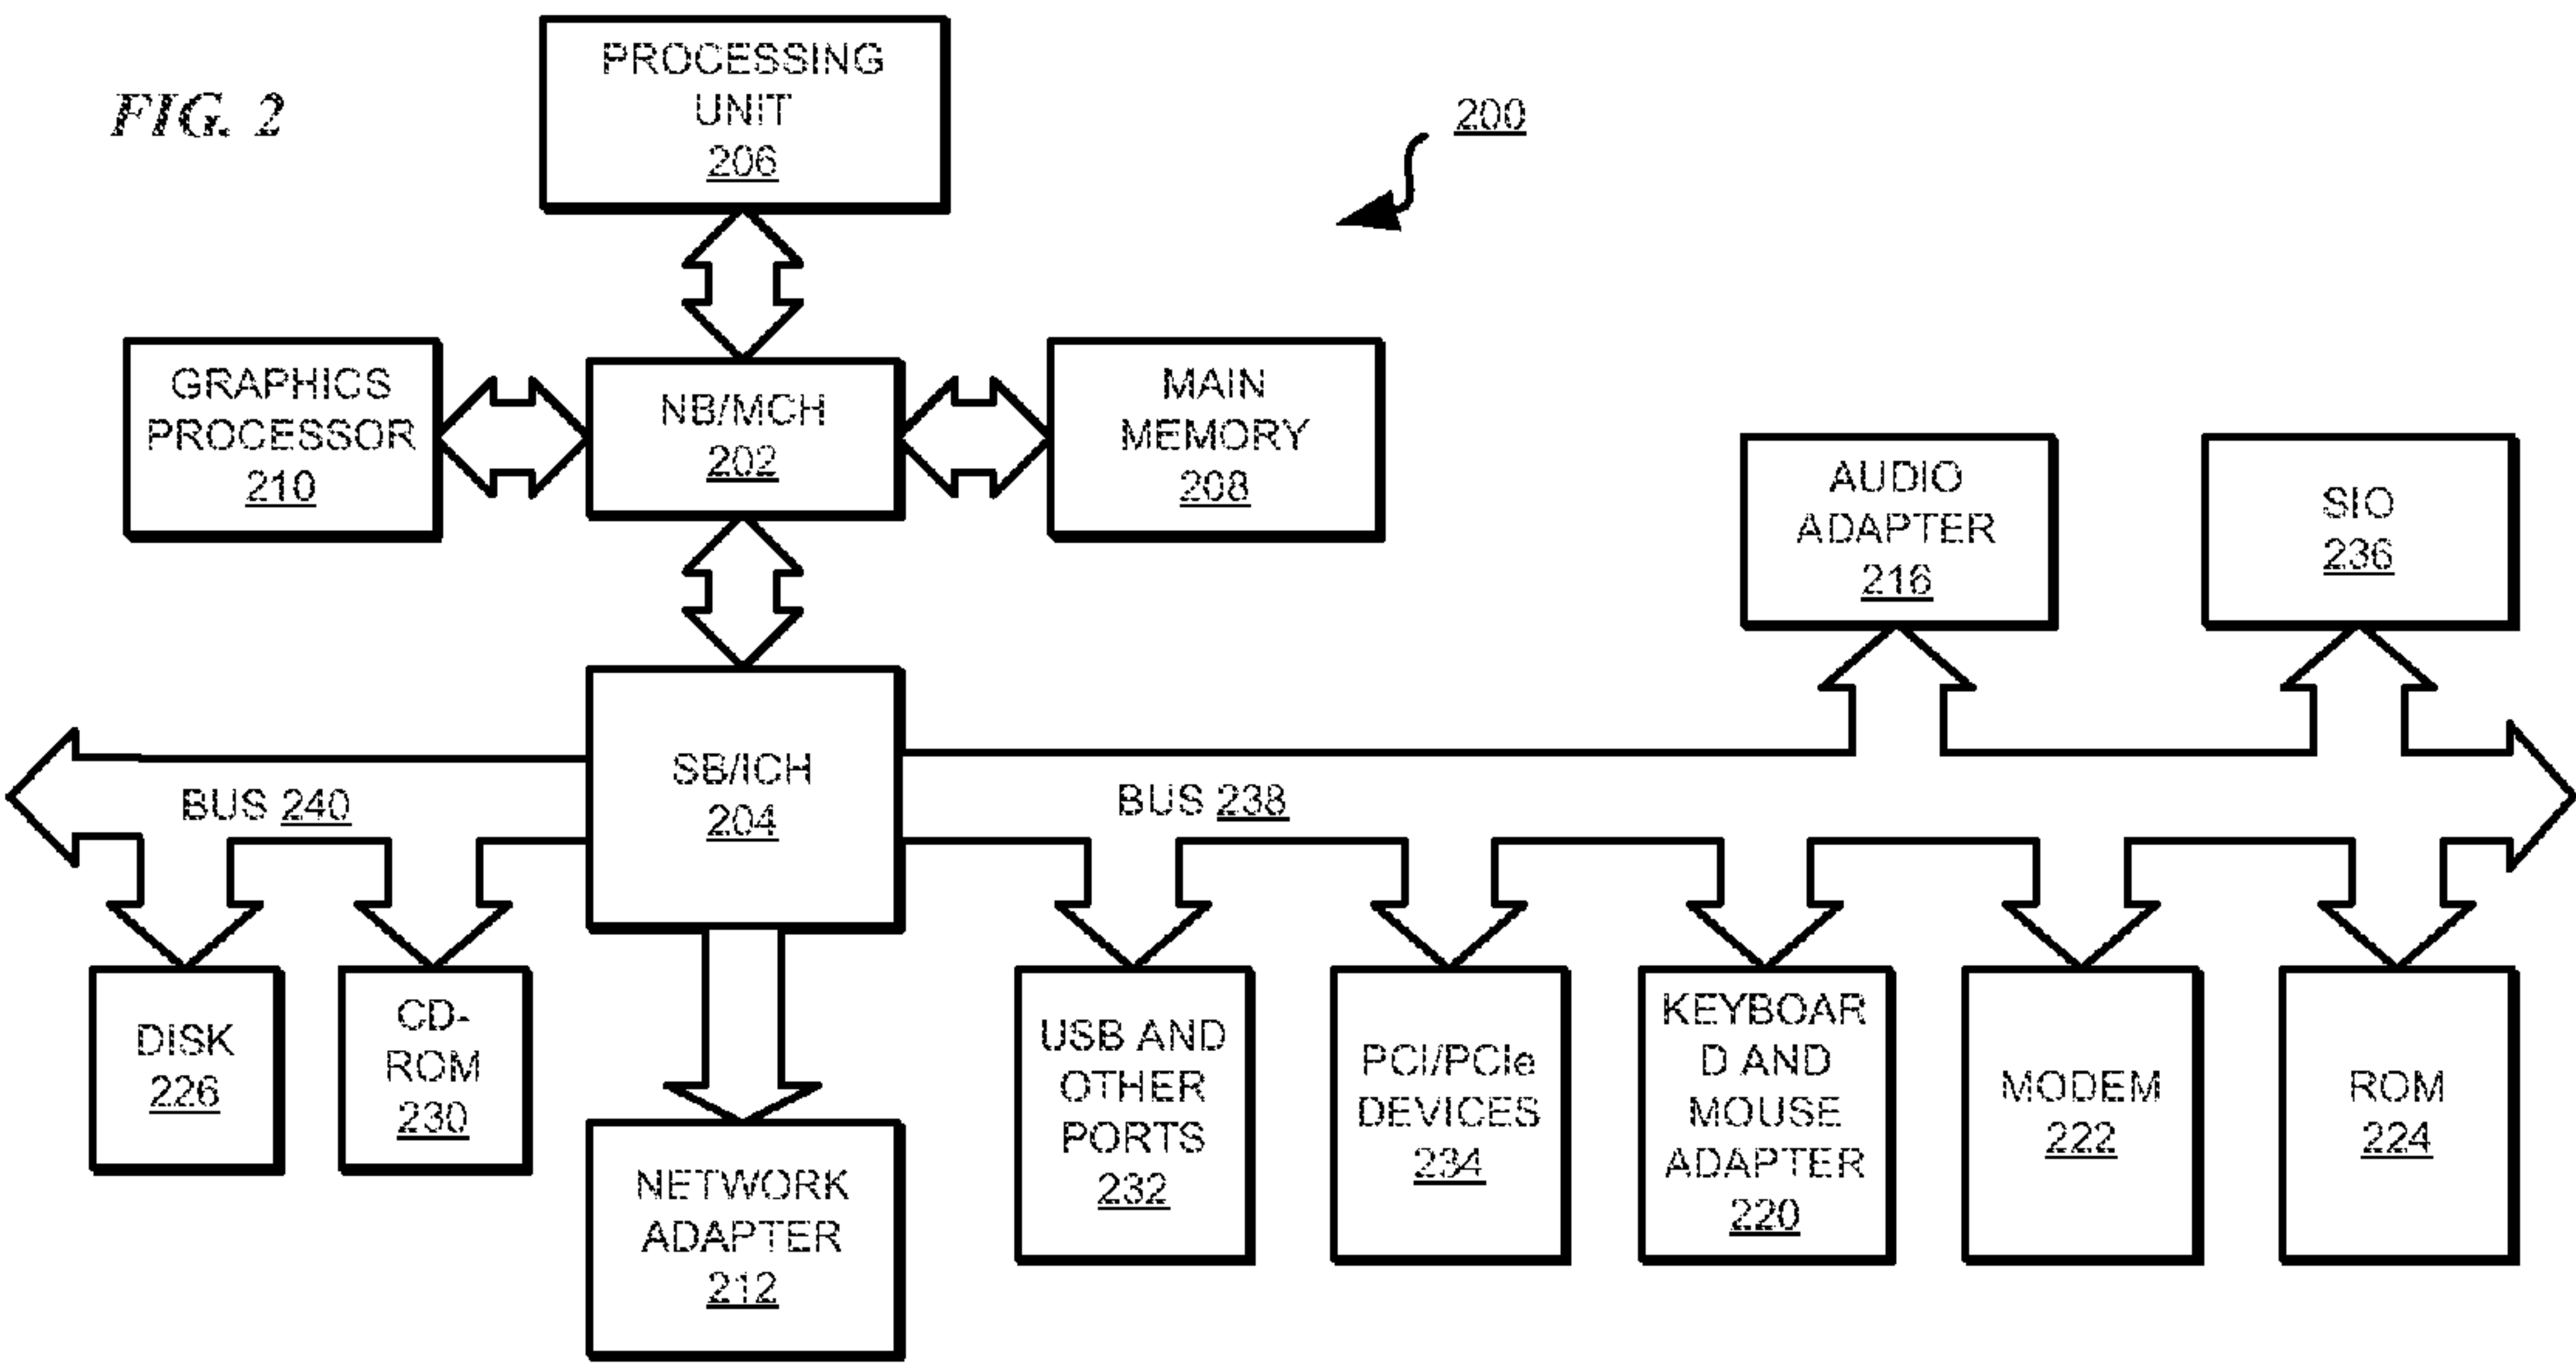 FIG. 2
PROCESSING
UNIT
206
200
GRAPHICS
PROCESSOR
210
NB/MCH
202
MAIN
MEMORY
208
AUDIO
ADAPTER
216
SIO
236
SB/ICH
204
BUS 240
BUS 238
DISK
226
CD-
ROM
230
NETWORK
ADAPTER
212
USB AND
OTHER
PORTS
232
PCI/PCIe
DEVICES
234
KEYBOAR
D AND
MOUSE
ADAPTER
220
MODEM
222
ROM
224